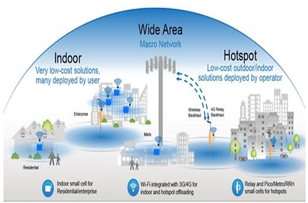 Wide Area
Macro Network
Indoor
Very low-cost solutions,
many deployed by user
Hotspot
Low-cost outdoor/indoor
solutions deployed by operator
Wireless
Backhaul
4G Relay
Backhaul
Enterprise
Malls
Residential
Indoor small cell for
Residential/enterprise
Wi-Fi integrated with 3G/4G for
indoor and hotspot offloading
Relay and Pico/Metro/RRH
small cells for hotspots